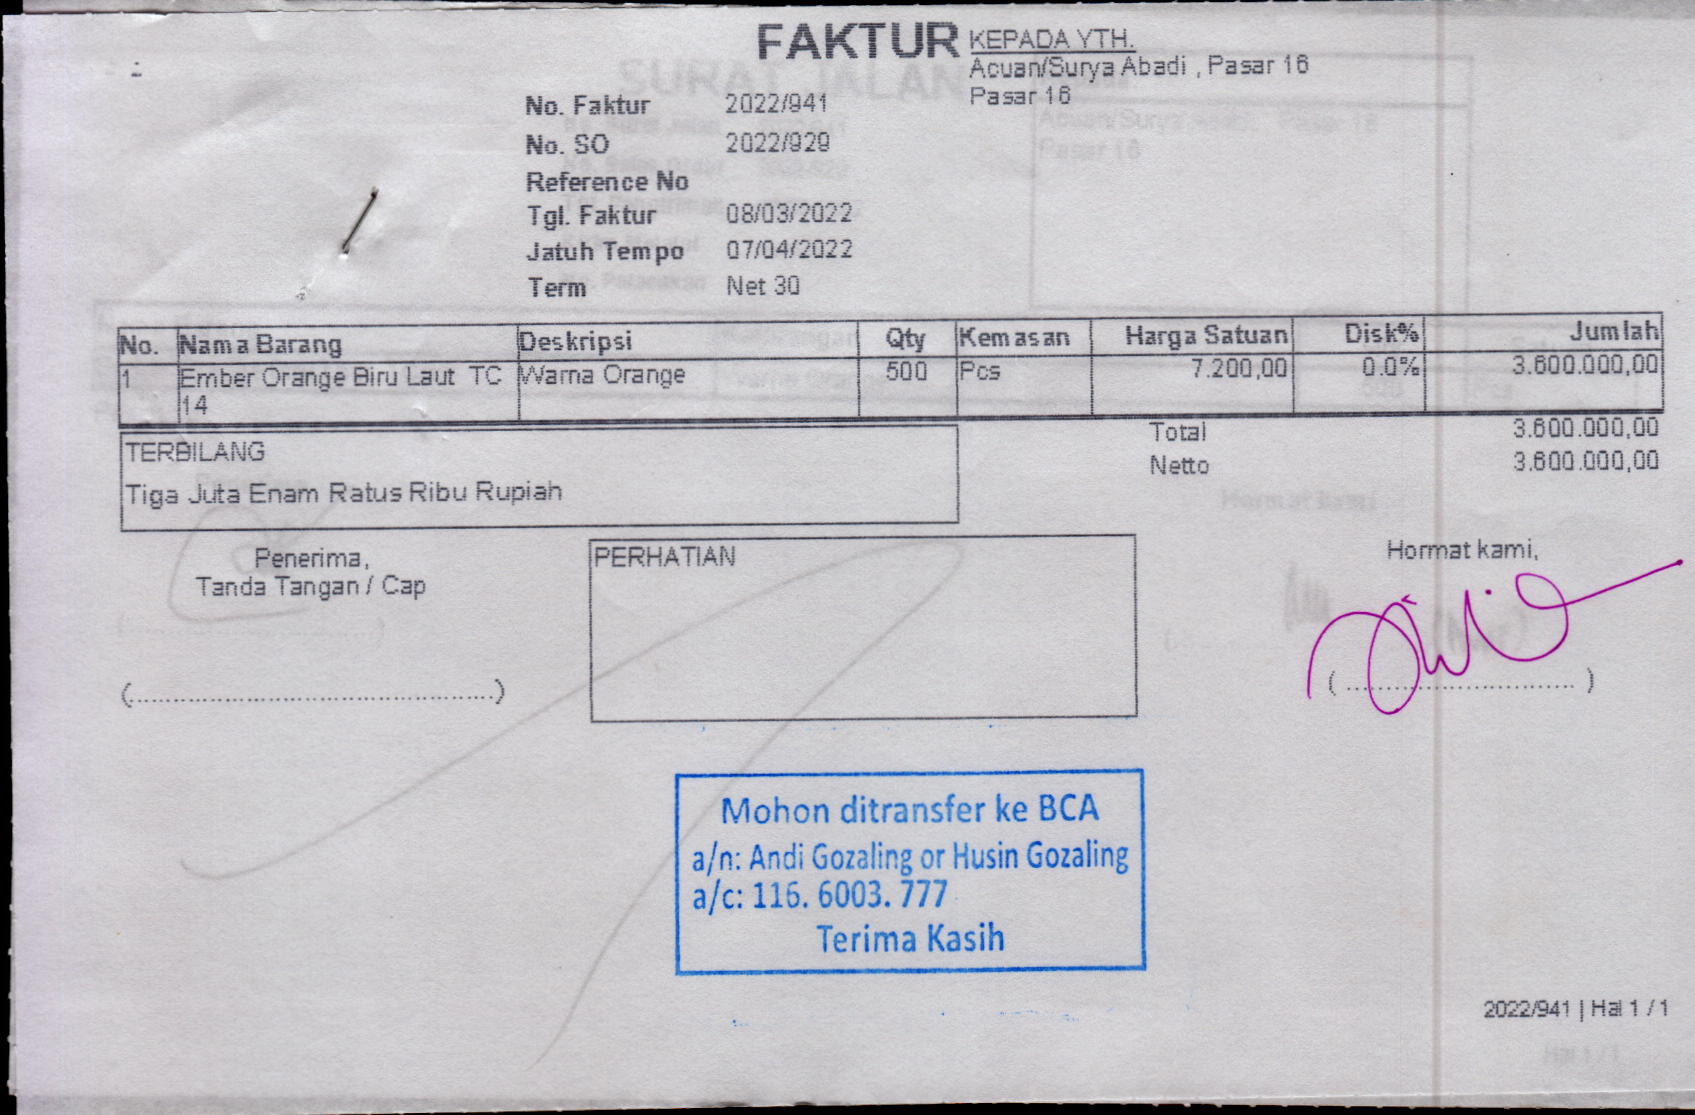 FAKTUR
KEPADA YTH.
Acuan/Surya Abadi , Pasar 16
Pasar 16
No. Faktur 2022/941
No. SO 2022/929
Reference No
Tgl. Faktur 08/03/2022
Jatuh Tempo 07/04/2022
Term Net 30
No. Nama Barang Deskripsi Qty Kemasan Harga Satuan Disk% Jumlah
1 Ember Orange Biru Laut TC Warna Orange 500 Pcs 7.200,00 0.0% 3.600.000,00
14
Total 3.600.000,00
Netto 3.600.000,00
TERBILANG
Tiga Juta Enam Ratus Ribu Rupiah
Penerima,
Tanda Tangan / Cap
(..........................................)
PERHATIAN
Hormat kami,
( ............................ )
Mohon ditransfer ke BCA
a/n: Andi Gozaling or Husin Gozaling
a/c: 116. 6003. 777
Terima Kasih
2022/941 | Hal 1 / 1